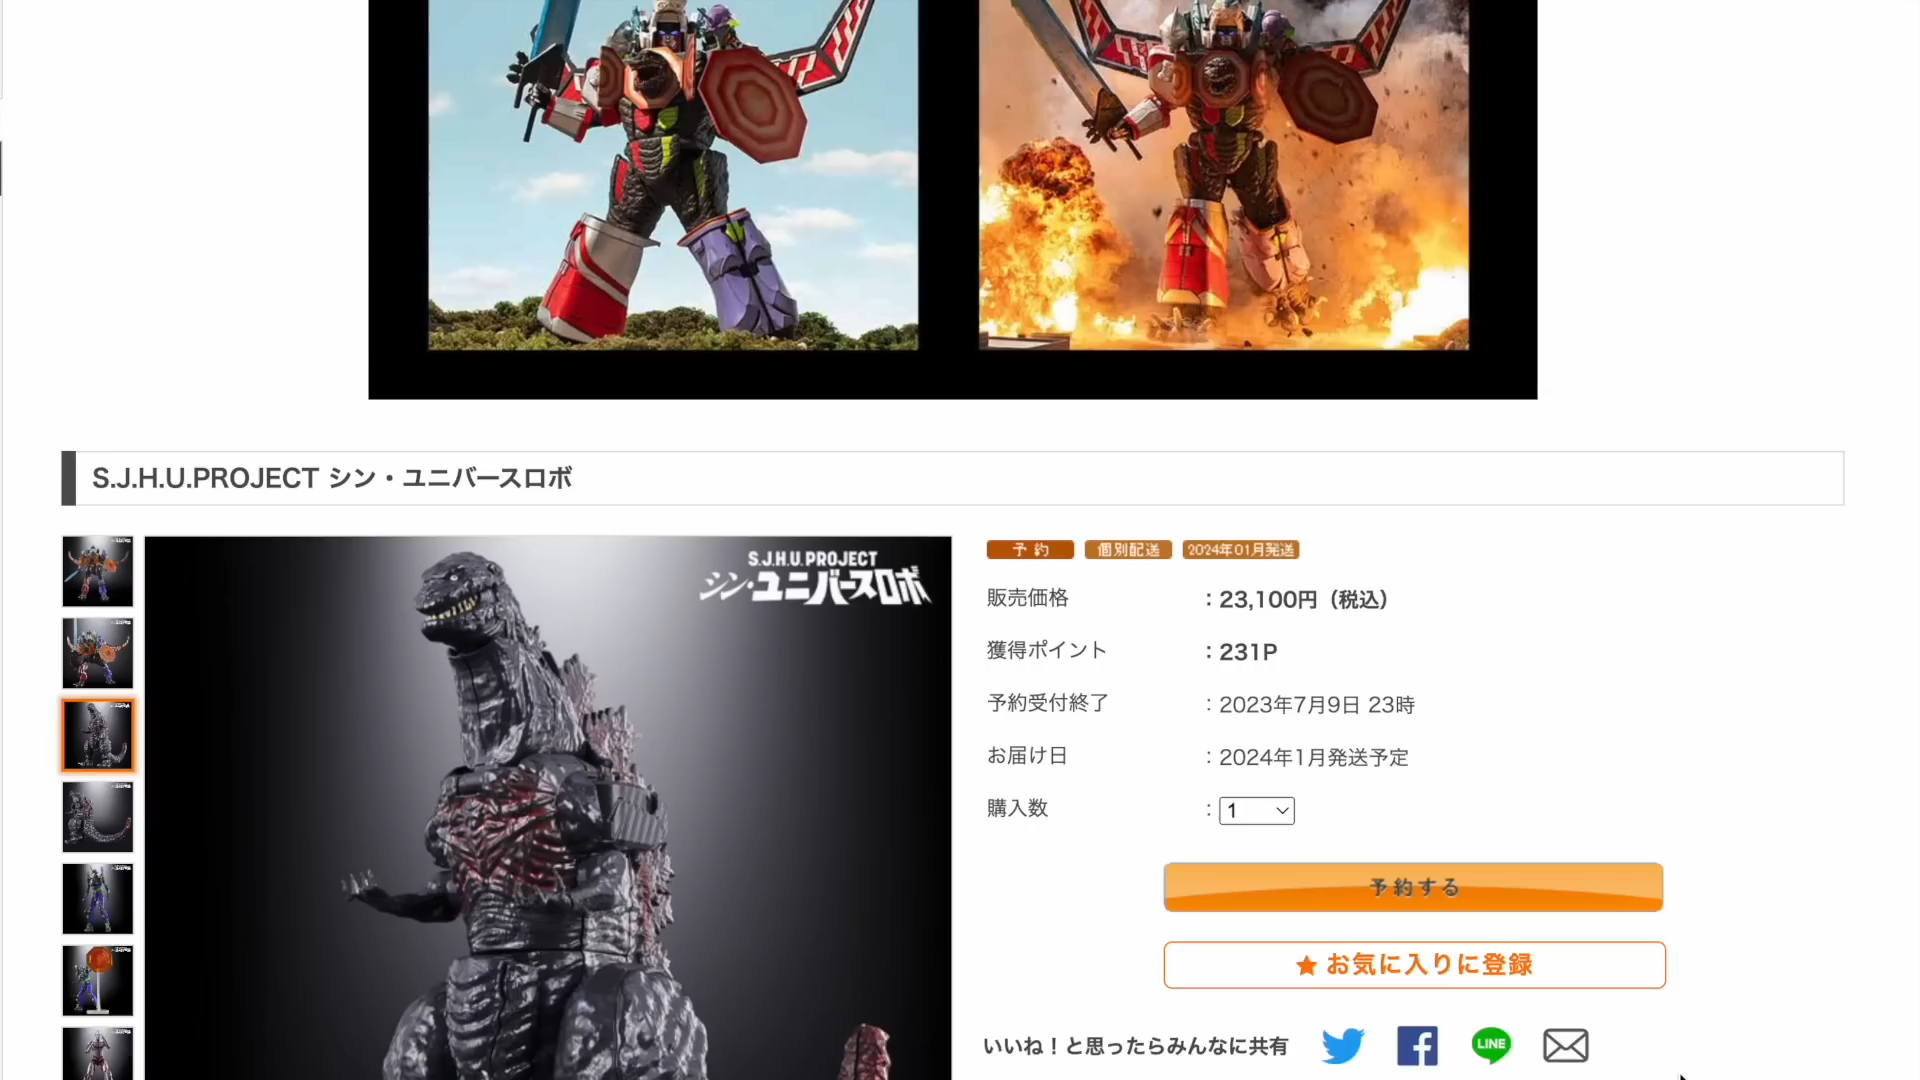 S.J.H.U.PROJECT シン・ユニバースロボ
S.J.H.U. PROJECT
シン・ユニバースロボ
予約 個別配送 2024年01月発送
販売価格 : 23,100円（税込）
獲得ポイント : 231P
予約受付終了 : 2023年7月9日 23時
お届け日 : 2024年1月発送予定
購入数 : 1
予約する
★ お気に入りに登録
いいね！と思ったらみんなに共有 LINE